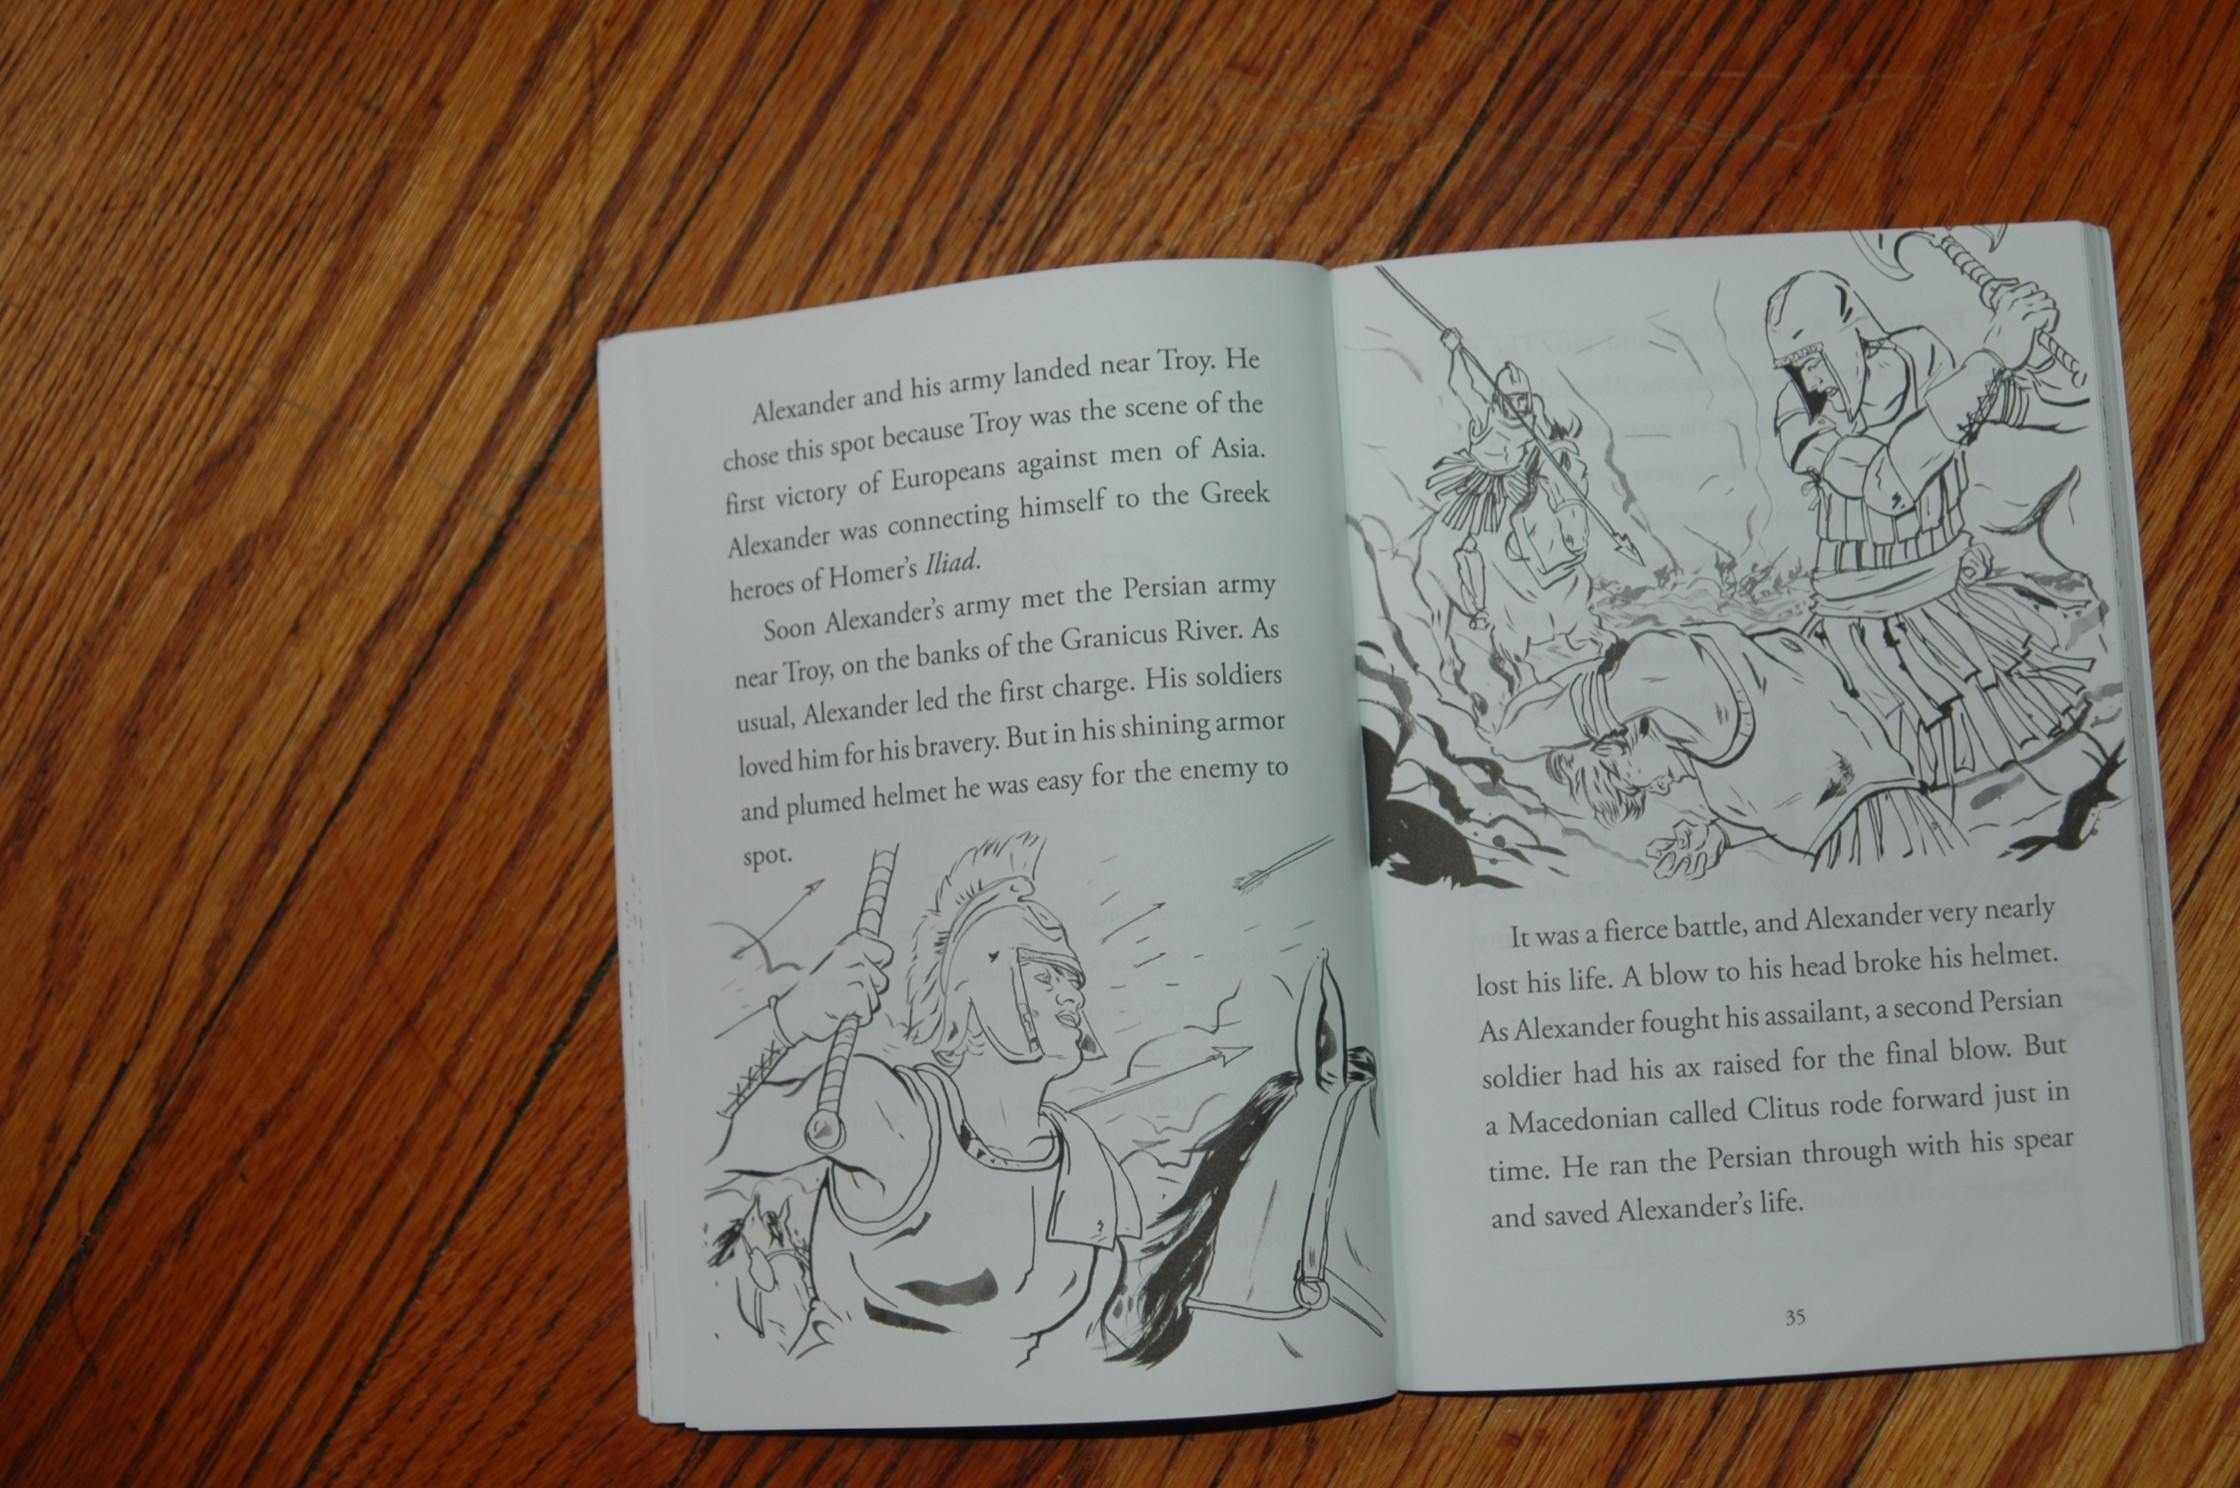 Alexander and his army landed near Troy. He
chose this spot because Troy was the scene of the
first victory of Europeans against men of Asia.
Alexander was connecting himself to the Greek
heroes of Homer's Iliad.
Soon Alexander's army met the Persian army
near Troy, on the banks of the Granicus River. As
usual, Alexander led the first charge. His soldiers
loved him for his bravery. But in his shining armor
and plumed helmet he was easy for the enemy to
spot.
It was a fierce battle, and Alexander very nearly
lost his life. A blow to his head broke his helmet.
As Alexander fought his assailant, a second Persian
soldier had his ax raised for the final blow. But
a Macedonian called Clitus rode forward just in
time. He ran the Persian through with his spear
and saved Alexander's life.
35